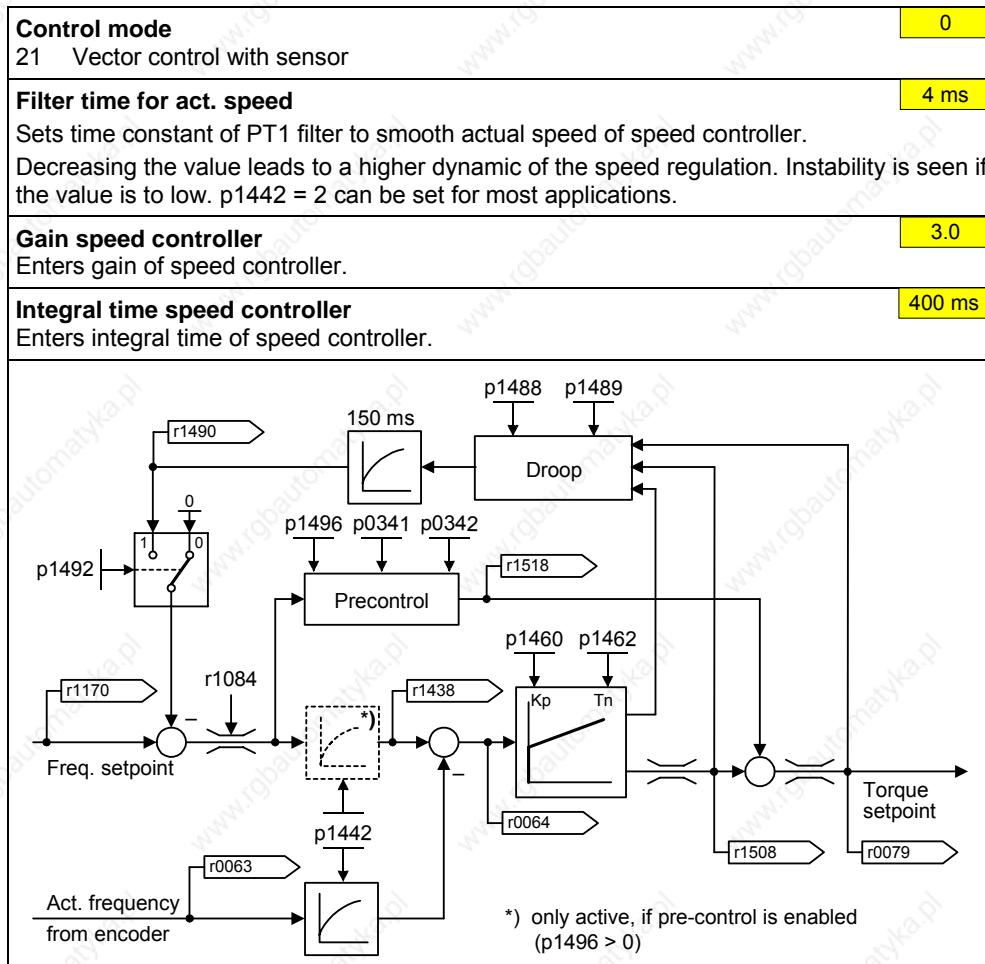 Control mode
0
21 Vector control with sensor
Filter time for act. speed
4 ms
Sets time constant of PT1 filter to smooth actual speed of speed controller.
Decreasing the value leads to a higher dynamic of the speed regulation. Instability is seen if
the value is to low. p1442 = 2 can be set for most applications.
Gain speed controller
3.0
Enters gain of speed controller.
Integral time speed controller
400 ms
Enters integral time of speed controller.
p1488 p1489
150 ms
r1490
Droop
0
p1496 p0341 p0342
1 0
p1492
r1518
Precontrol
p1460 p1462
r1170
r1084
r1438
Kp Tn
*)
Freq. setpoint
Torque
setpoint
p1442
r0064
r0063
r1508
r0079
Act. frequency
from encoder
*) only active, if pre-control is enabled
(p1496 > 0)
www.rgbautomatyka.pl